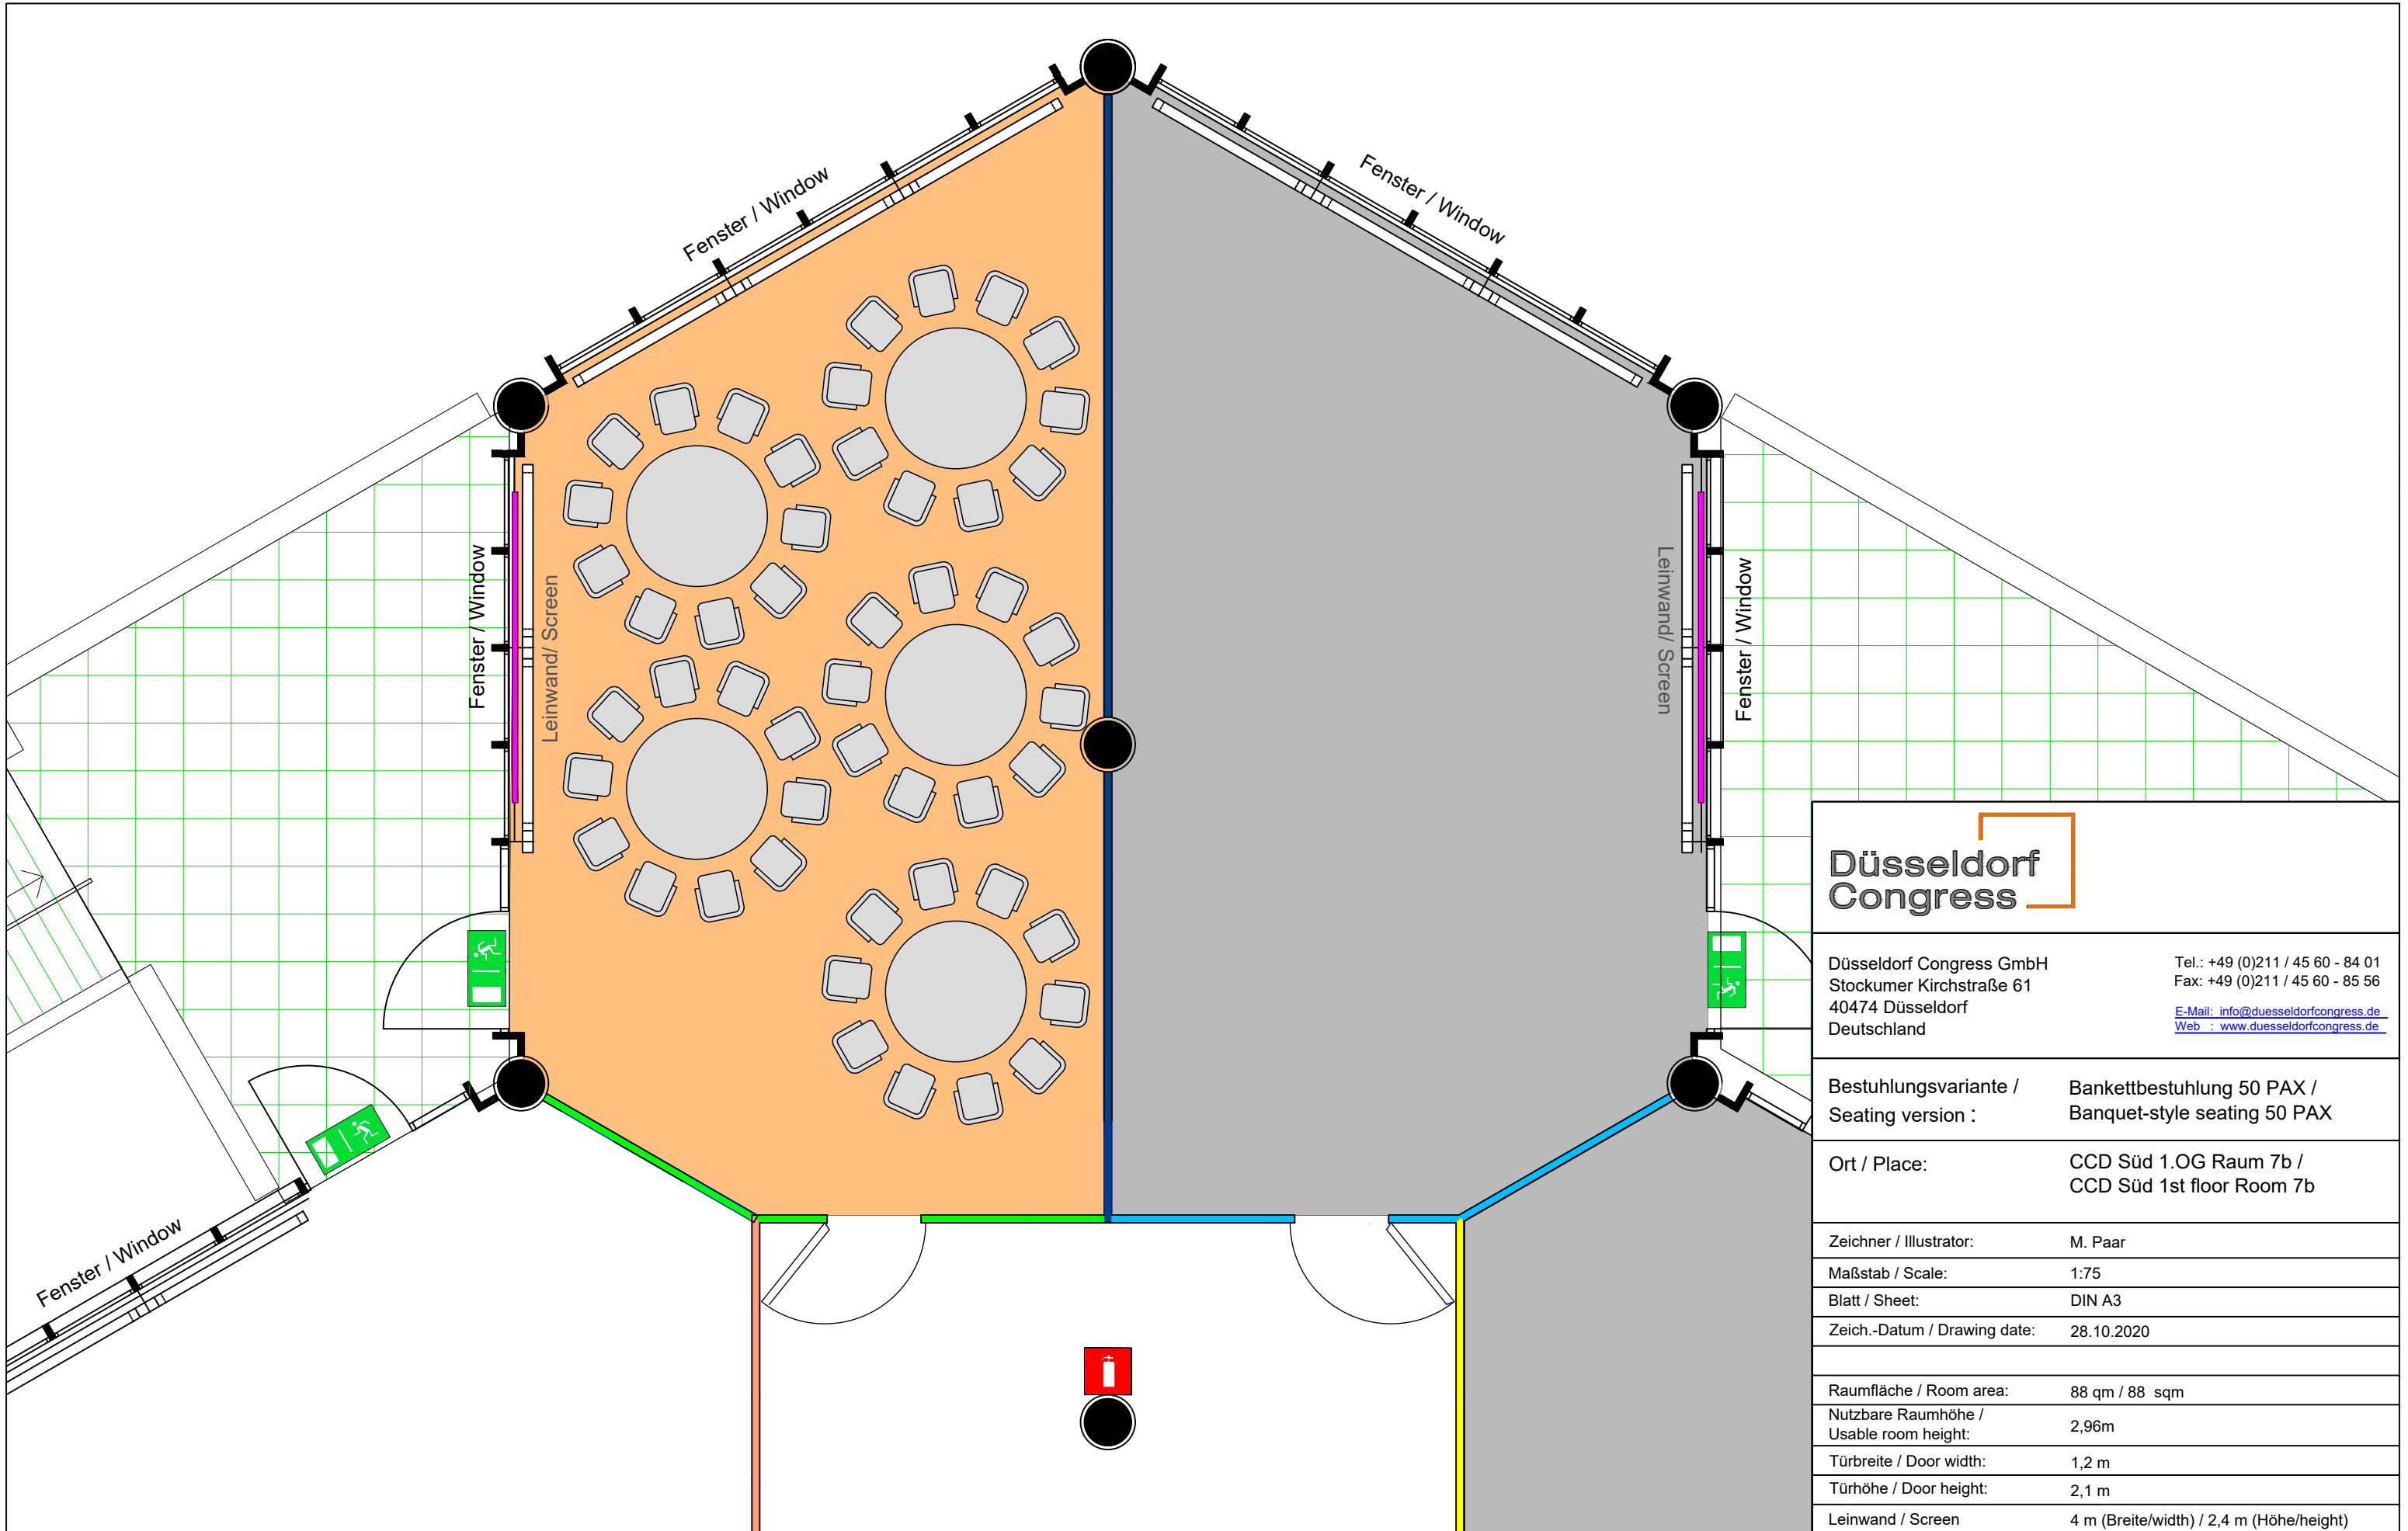 Fenster / Window
Fenster / Window
Fenster / Window
Leinwand/ Screen
Leinwand/ Screen
Fenster / Window
Fenster / Window
Düsseldorf
Congress
Düsseldorf Congress GmbH
Stockumer Kirchstraße 61
40474 Düsseldorf
Deutschland
Tel.: +49 (0)211 / 45 60 - 84 01
Fax: +49 (0)211 / 45 60 - 85 56
E-Mail: info@duesseldorfcongress.de
Web : www.duesseldorfcongress.de
Bestuhlungsvariante / Bankettbestuhlung 50 PAX /
Seating version : Banquet-style seating 50 PAX
Ort / Place: CCD Süd 1.OG Raum 7b /
CCD Süd 1st floor Room 7b
Zeichner / Illustrator: M. Paar
Maßstab / Scale: 1:75
Blatt / Sheet: DIN A3
Zeich.-Datum / Drawing date: 28.10.2020
Raumfläche / Room area: 88 qm / 88 sqm
Nutzbare Raumhöhe /
Usable room height: 2,96m
Türbreite / Door width: 1,2 m
Türhöhe / Door height: 2,1 m
Leinwand / Screen 4 m (Breite/width) / 2,4 m (Höhe/height)